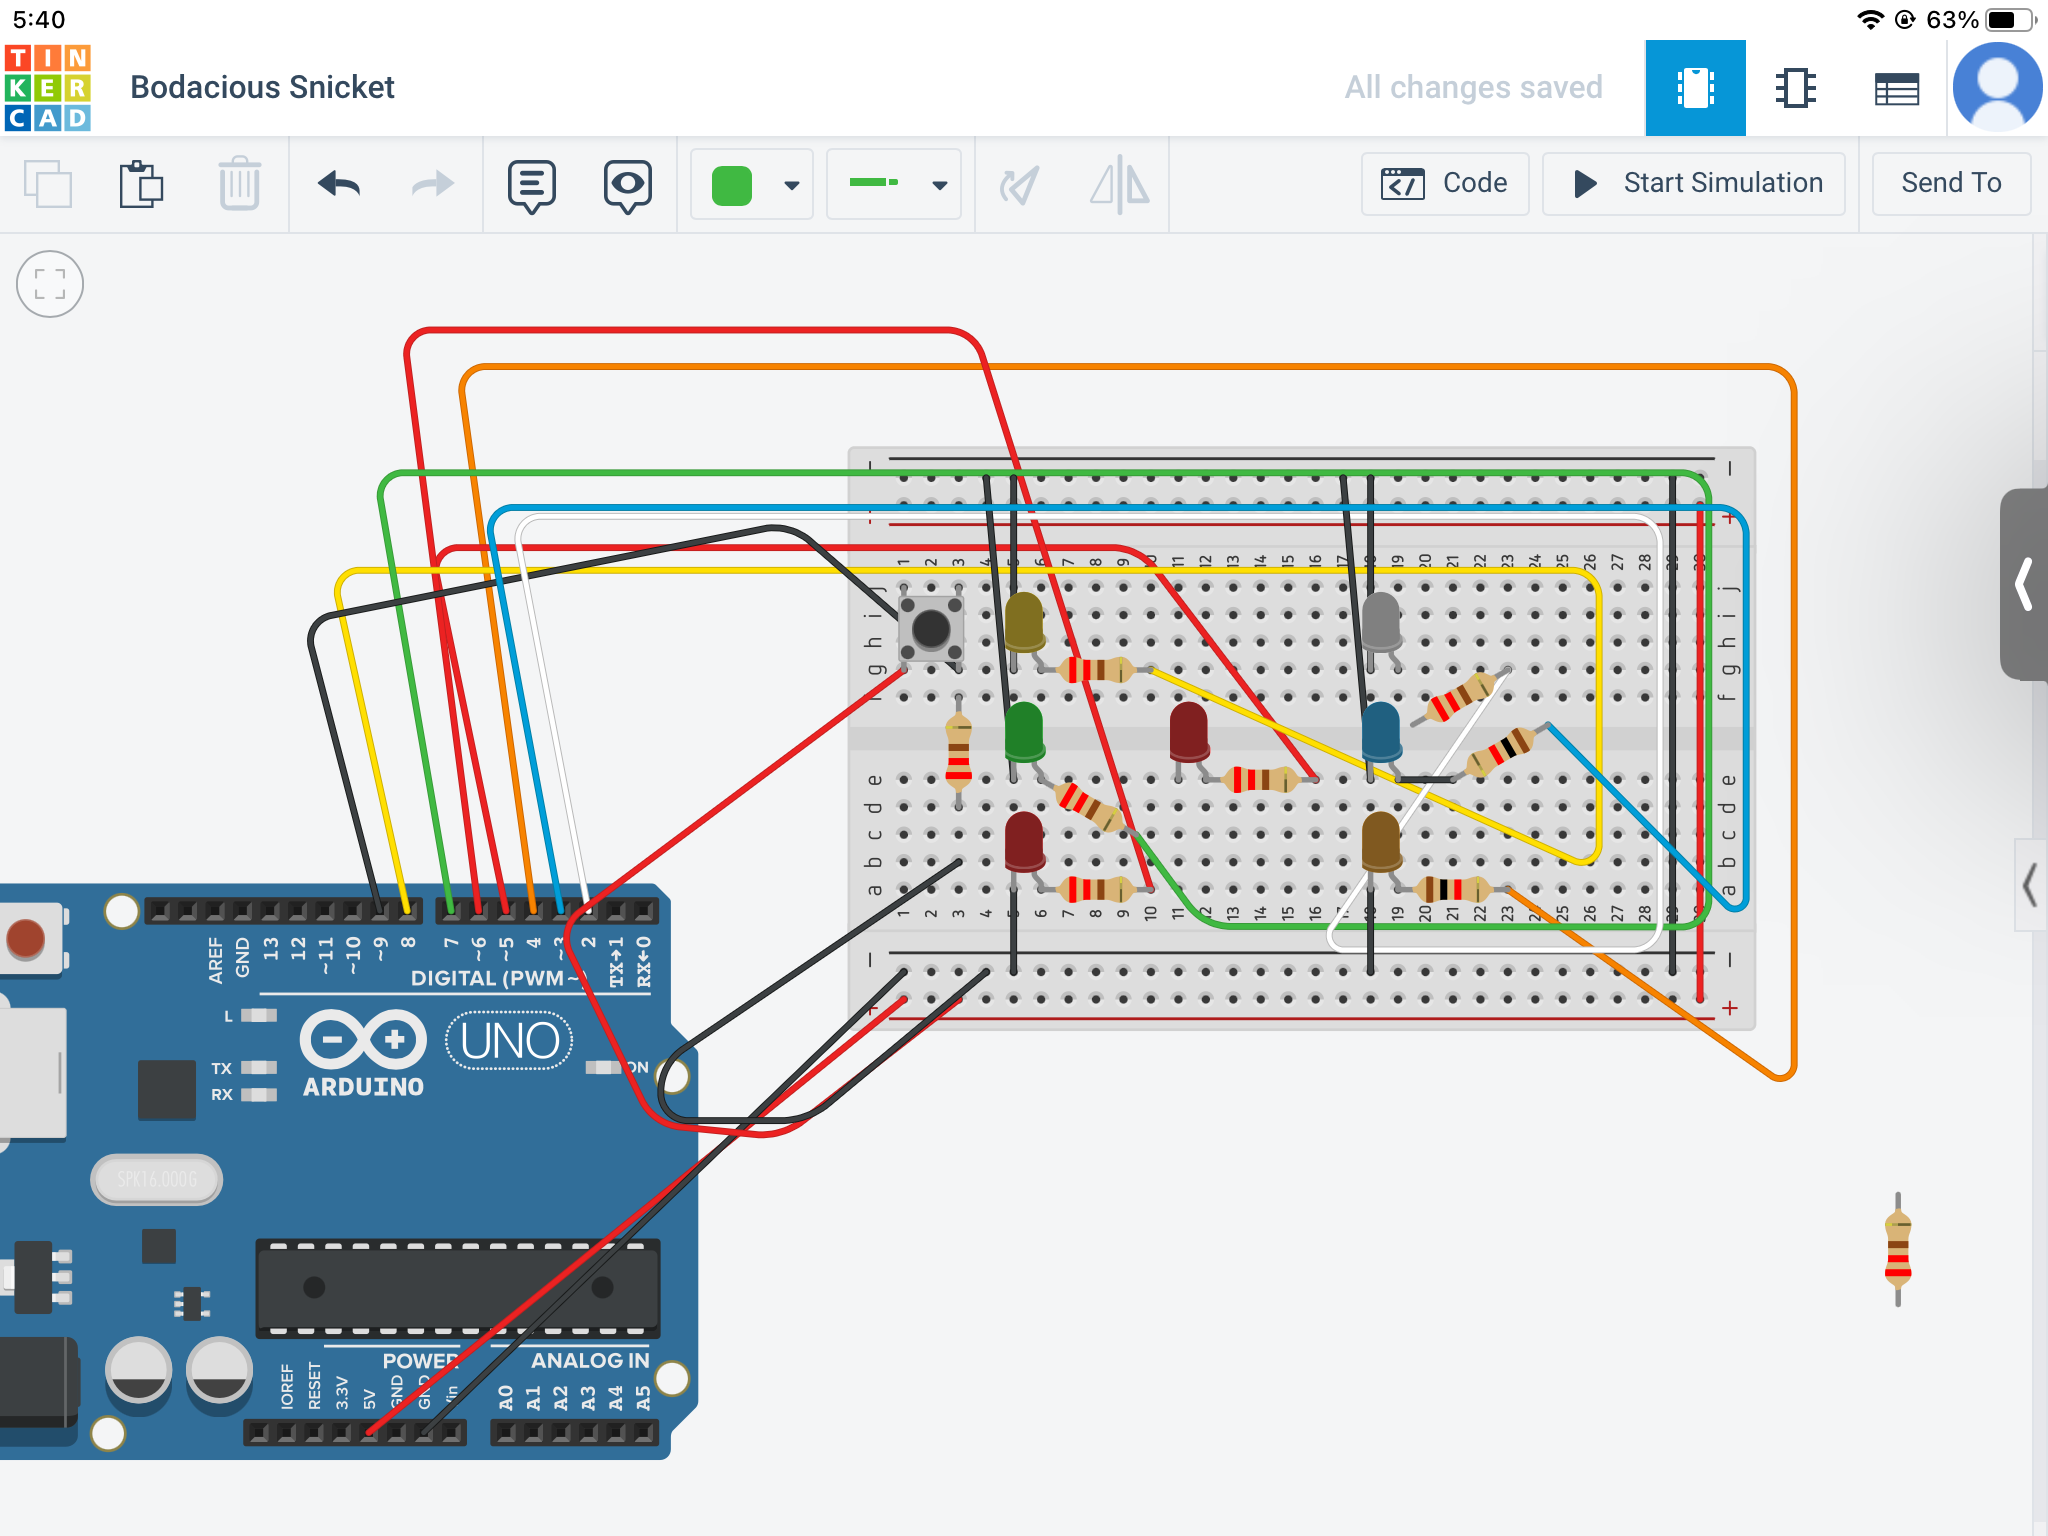 5:40
63%
TIN
KER
CAD
Bodacious Snicket
All changes saved
Code
Start Simulation
Send To
1 2 3 4 5 6 7 8 9 10 11 12 13 14 15 16 17 18 19 20 21 22 23 24 25 26 27 28 29 30
j j
i i
h h
g g
f f
e e
d d
c c
b b
a a
1 2 3 4 5 6 7 8 9 10 11 12 13 14 15 16 17 18 19 20 21 22 23 24 25 26 27 28 29 30
AREF GND 13 12 ~11 ~10 ~9 8 7 ~6 ~5 4 ~3 2 TX→1 RX←0
DIGITAL (PWM ~)
L
TX
RX
UNO
ON
ARDUINO
SPK16.000G
POWER
ANALOG IN
IOREF RESET 3.3V 5V GND GND Vin A0 A1 A2 A3 A4 A5